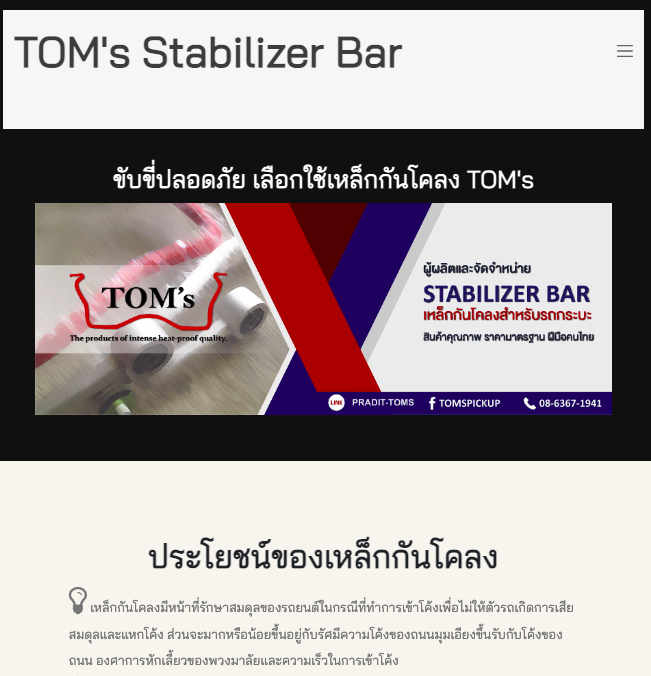 TOM's Stabilizer Bar
ขับขี่ปลอดภัย เลือกใช้เหล็กกันโคลง TOM's
TOM's
The products of intense heat-proof quality.
ผู้ผลิตและจัดจำหน่าย
STABILIZER BAR
เหล็กกันโคลงสำหรับรถกระบะ
สินค้าคุณภาพ ราคามาตรฐาน ฝีมือคนไทย
LINE PRADIT-TOMS f TOMSPICKUP 08-6367-1941
ประโยชน์ของเหล็กกันโคลง
เหล็กกันโคลงมีหน้าที่รักษาสมดุลของรถยนต์ในกรณีที่ทำการเข้าโค้งเพื่อไม่ให้ตัวรถเกิดการเสีย
สมดุลและแหกโค้ง ส่วนจะมากหรือน้อยขึ้นอยู่กับรัศมีความโค้งของถนนมุมเอียงขึ้นรับกับโค้งของ
ถนน องศาการหักเลี้ยวของพวงมาลัยและความเร็วในการเข้าโค้ง